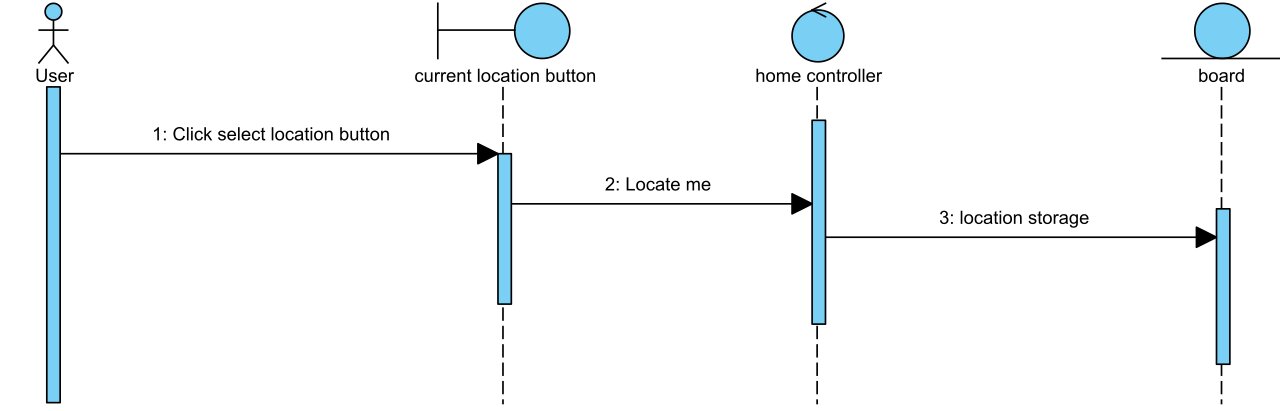 User
current location button
home controller
board
1: Click select location button
2: Locate me
3: location storage